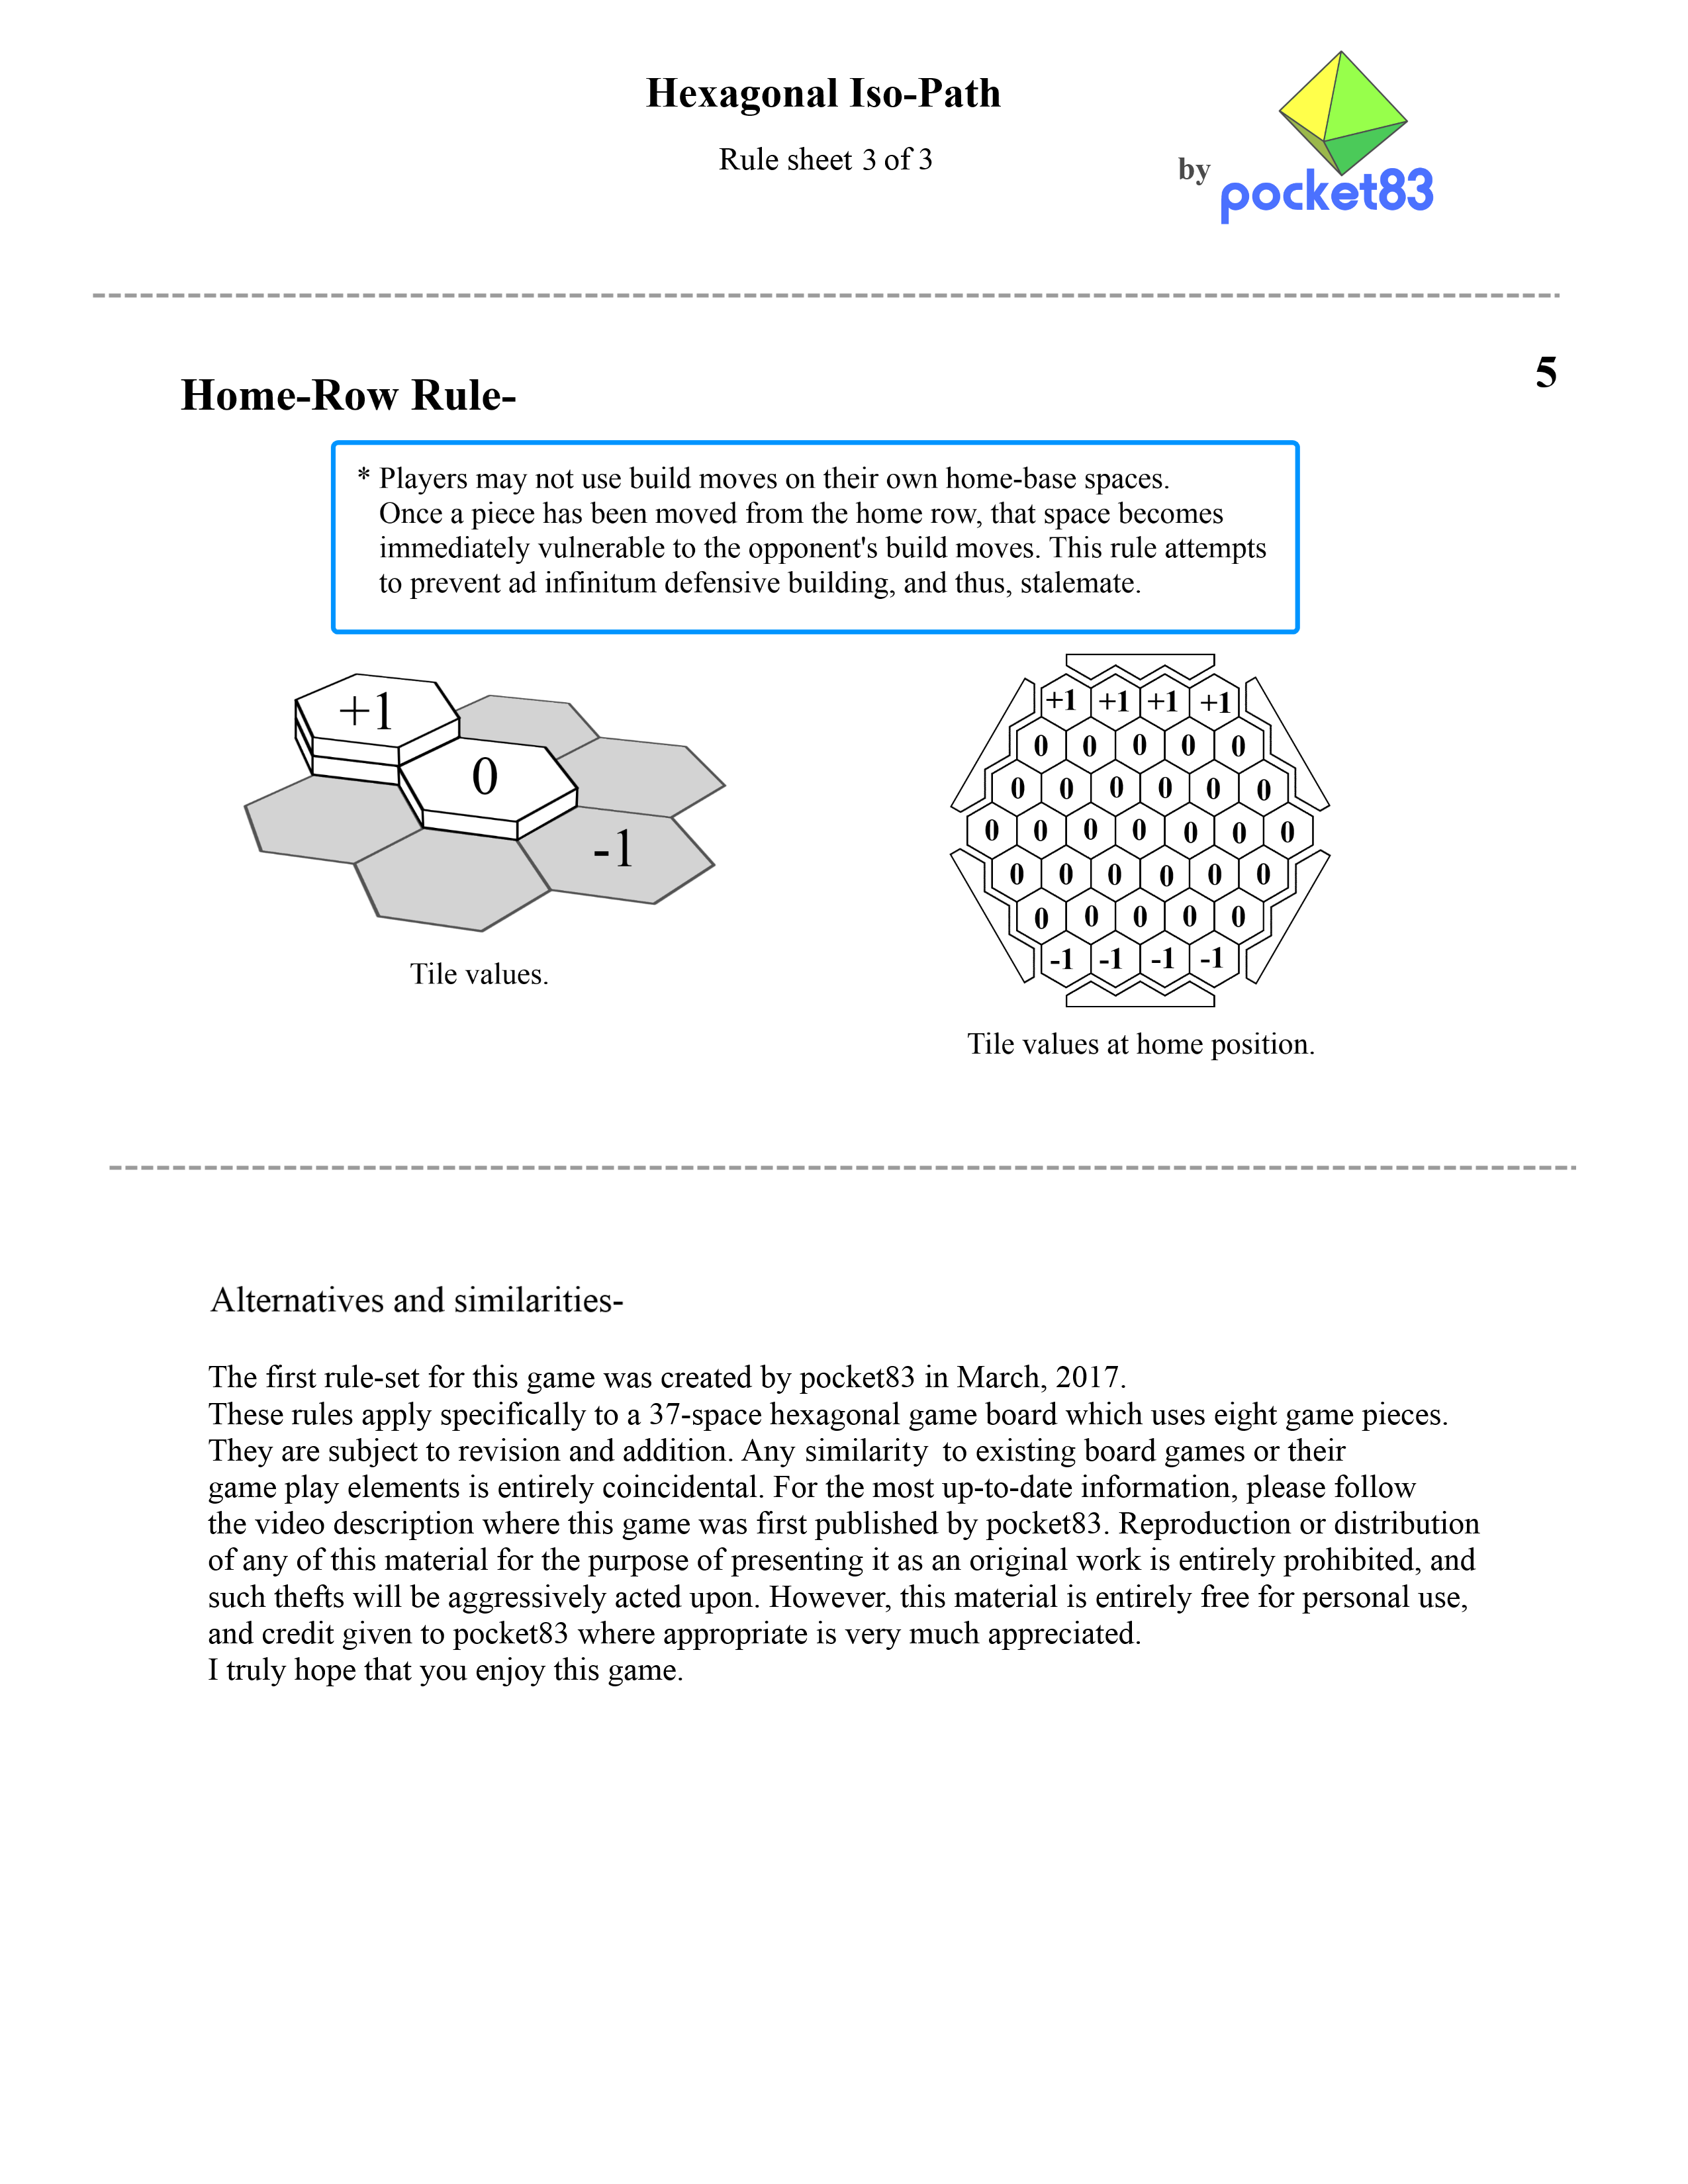 Hexagonal Iso-Path
Rule sheet 3 of 3
by
pocket83
5
Home-Row Rule-
* Players may not use build moves on their own home-base spaces.
Once a piece has been moved from the home row, that space becomes
immediately vulnerable to the opponent's build moves. This rule attempts
to prevent ad infinitum defensive building, and thus, stalemate.
+1
0
-1
Tile values.
+1 +1 +1 +1
0 0 0 0 0
0 0 0 0 0 0
0 0 0 0 0 0 0
0 0 0 0 0 0
0 0 0 0 0
-1 -1 -1 -1
Tile values at home position.
Alternatives and similarities-
The first rule-set for this game was created by pocket83 in March, 2017.
These rules apply specifically to a 37-space hexagonal game board which uses eight game pieces.
They are subject to revision and addition. Any similarity  to existing board games or their
game play elements is entirely coincidental. For the most up-to-date information, please follow
the video description where this game was first published by pocket83. Reproduction or distribution
of any of this material for the purpose of presenting it as an original work is entirely prohibited, and
such thefts will be aggressively acted upon. However, this material is entirely free for personal use,
and credit given to pocket83 where appropriate is very much appreciated.
I truly hope that you enjoy this game.